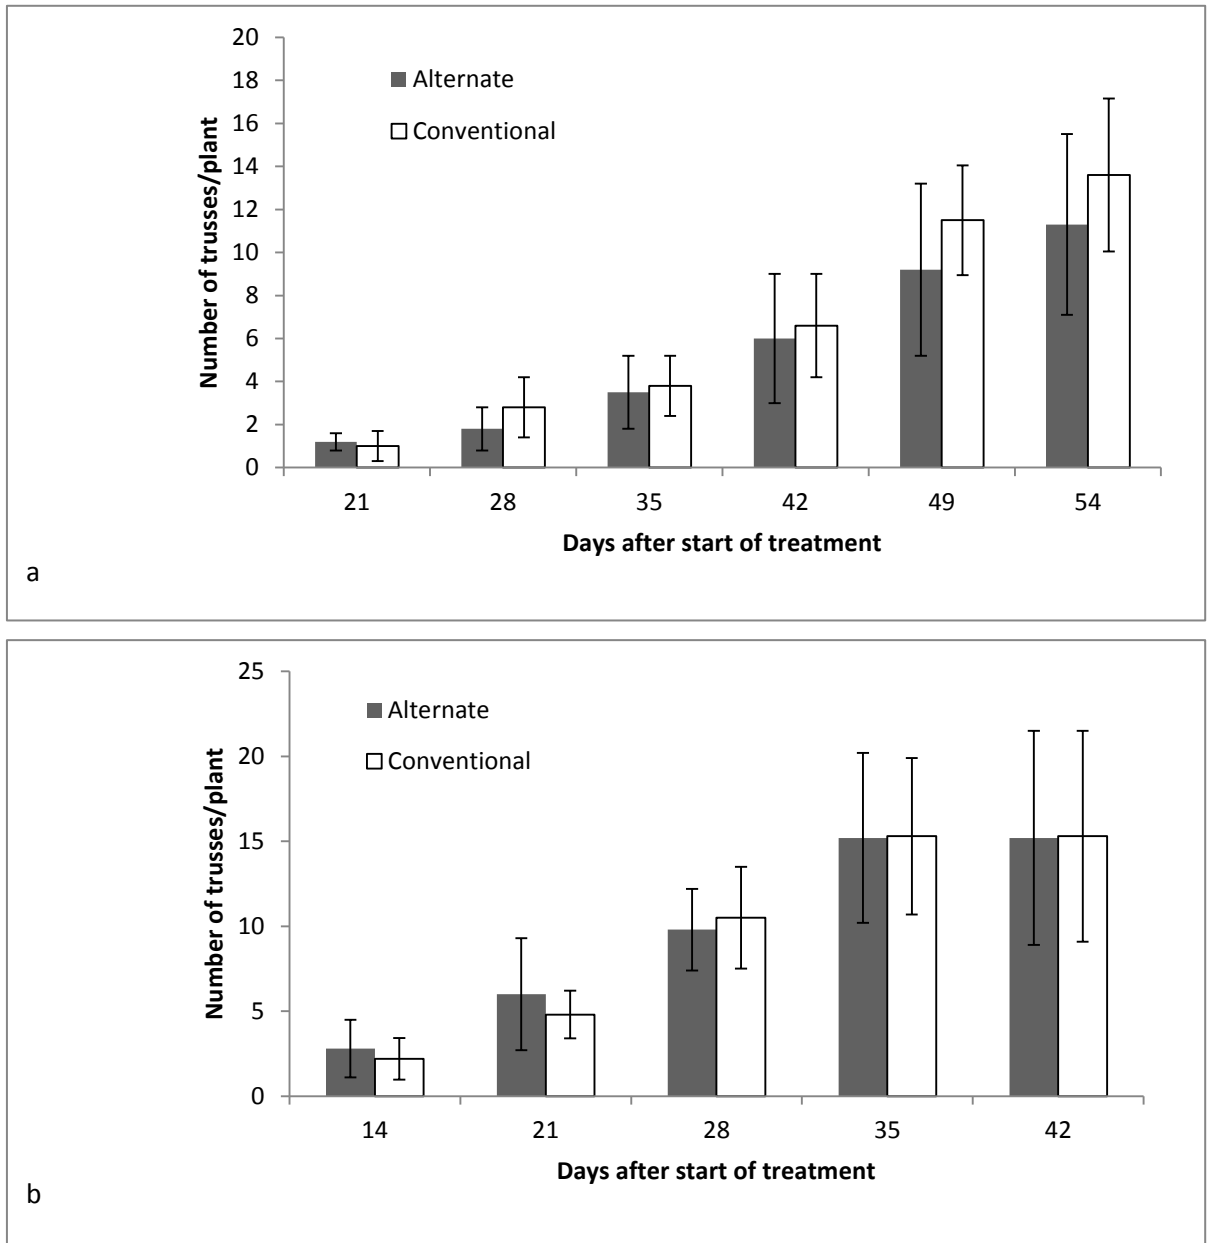 20
18
16
14
12
10
8
6
4
2
0
Number of trusses/plant
Alternate
Conventional
21 28 35 42 49 54
Days after start of treatment
a
25
20
15
10
5
0
Number of trusses/plant
Alternate
Conventional
14 21 28 35 42
Days after start of treatment
b